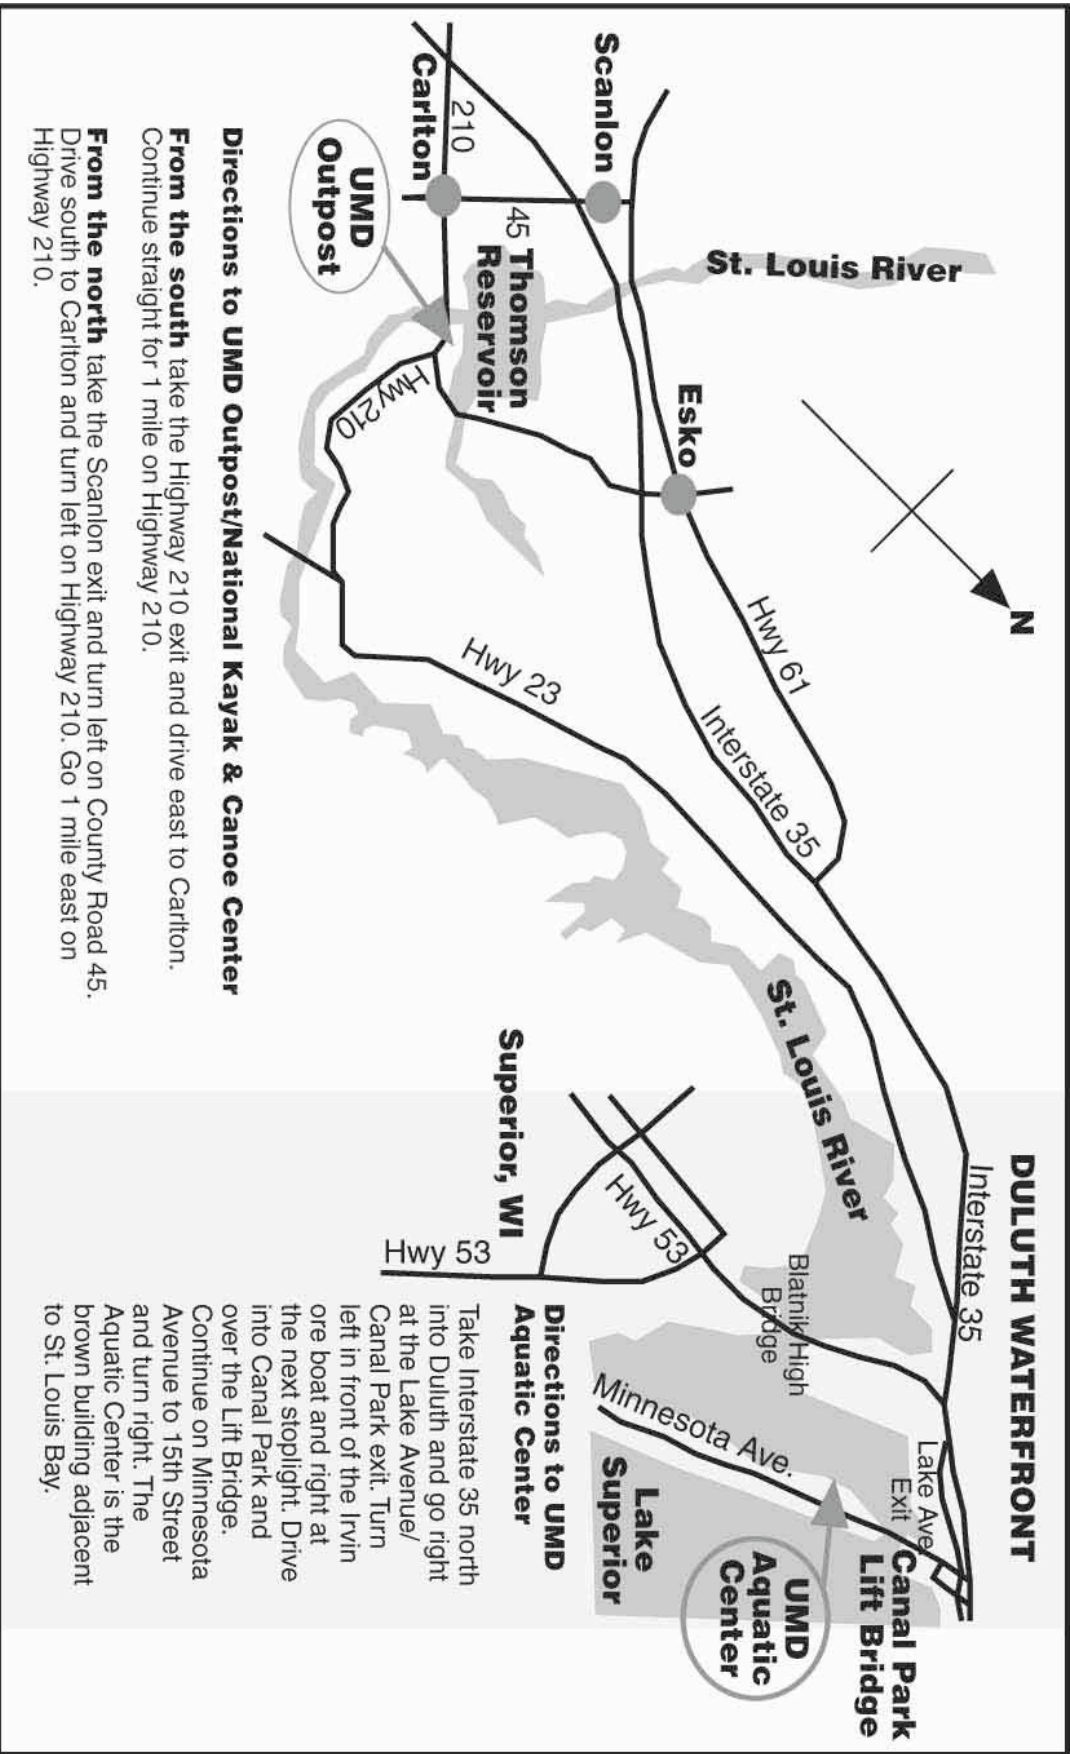 DULUTH WATERFRONT
N
Interstate 35
Lake Ave
Exit
Canal Park
Lift Bridge
Hwy 61
Interstate 35
St. Louis River
Esko
Scanlon
Blatnik High
Bridge
St. Louis River
UMD
Aquatic
Center
Minnesota Ave.
Lake
Superior
Thomson
Reservoir
45
210
Carlton
Hwy 23
Hwy 53
Superior, WI
Hwy210
UMD
Outpost
Hwy 53
Directions to UMD
Aquatic Center
Take Interstate 35 north
into Duluth and go right
at the Lake Avenue/
Canal Park exit. Turn
left in front of the Irvin
ore boat and right at
the next stoplight. Drive
into Canal Park and
over the Lift Bridge.
Continue on Minnesota
Avenue to 15th Street
and turn right. The
Aquatic Center is the
brown building adjacent
to St. Louis Bay.
Directions to UMD Outpost/National Kayak & Canoe Center
From the south take the Highway 210 exit and drive east to Carlton.
Continue straight for 1 mile on Highway 210.
From the north take the Scanlon exit and turn left on County Road 45.
Drive south to Carlton and turn left on Highway 210. Go 1 mile east on
Highway 210.